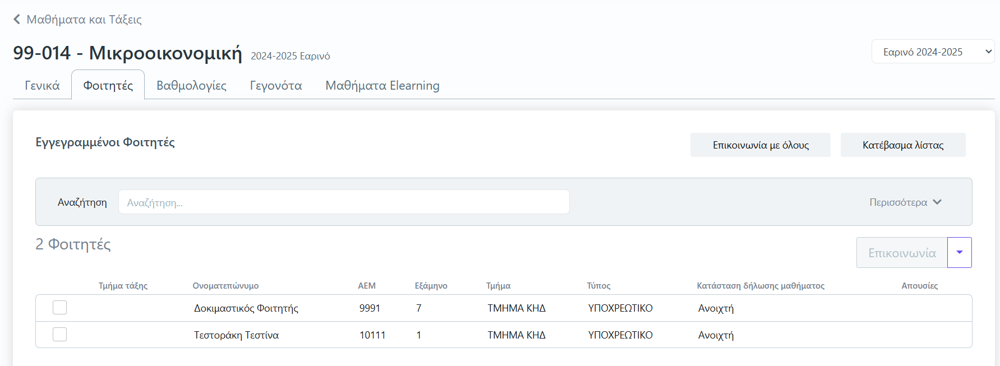 Μαθήματα και Τάξεις
99-014 - Μικροοικονομική 2024-2025 Εαρινό
Εαρινό 2024-2025
Γενικά Φοιτητές Βαθμολογίες Γεγονότα Μαθήματα Elearning
Εγγεγραμμένοι Φοιτητές
Επικοινωνία με όλους Κατέβασμα λίστας
Αναζήτηση Αναζήτηση... Περισσότερα
2 Φοιτητές
Επικοινωνία
Τμήμα τάξης Ονοματεπώνυμο ΑΕΜ Εξάμηνο Τμήμα Τύπος Κατάσταση δήλωσης μαθήματος Απουσίες
Δοκιμαστικός Φοιτητής 9991 7 ΤΜΗΜΑ ΚΗΔ ΥΠΟΧΡΕΩΤΙΚΟ Ανοιχτή
Τεστοράκη Τεστίνα 10111 1 ΤΜΗΜΑ ΚΗΔ ΥΠΟΧΡΕΩΤΙΚΟ Ανοιχτή